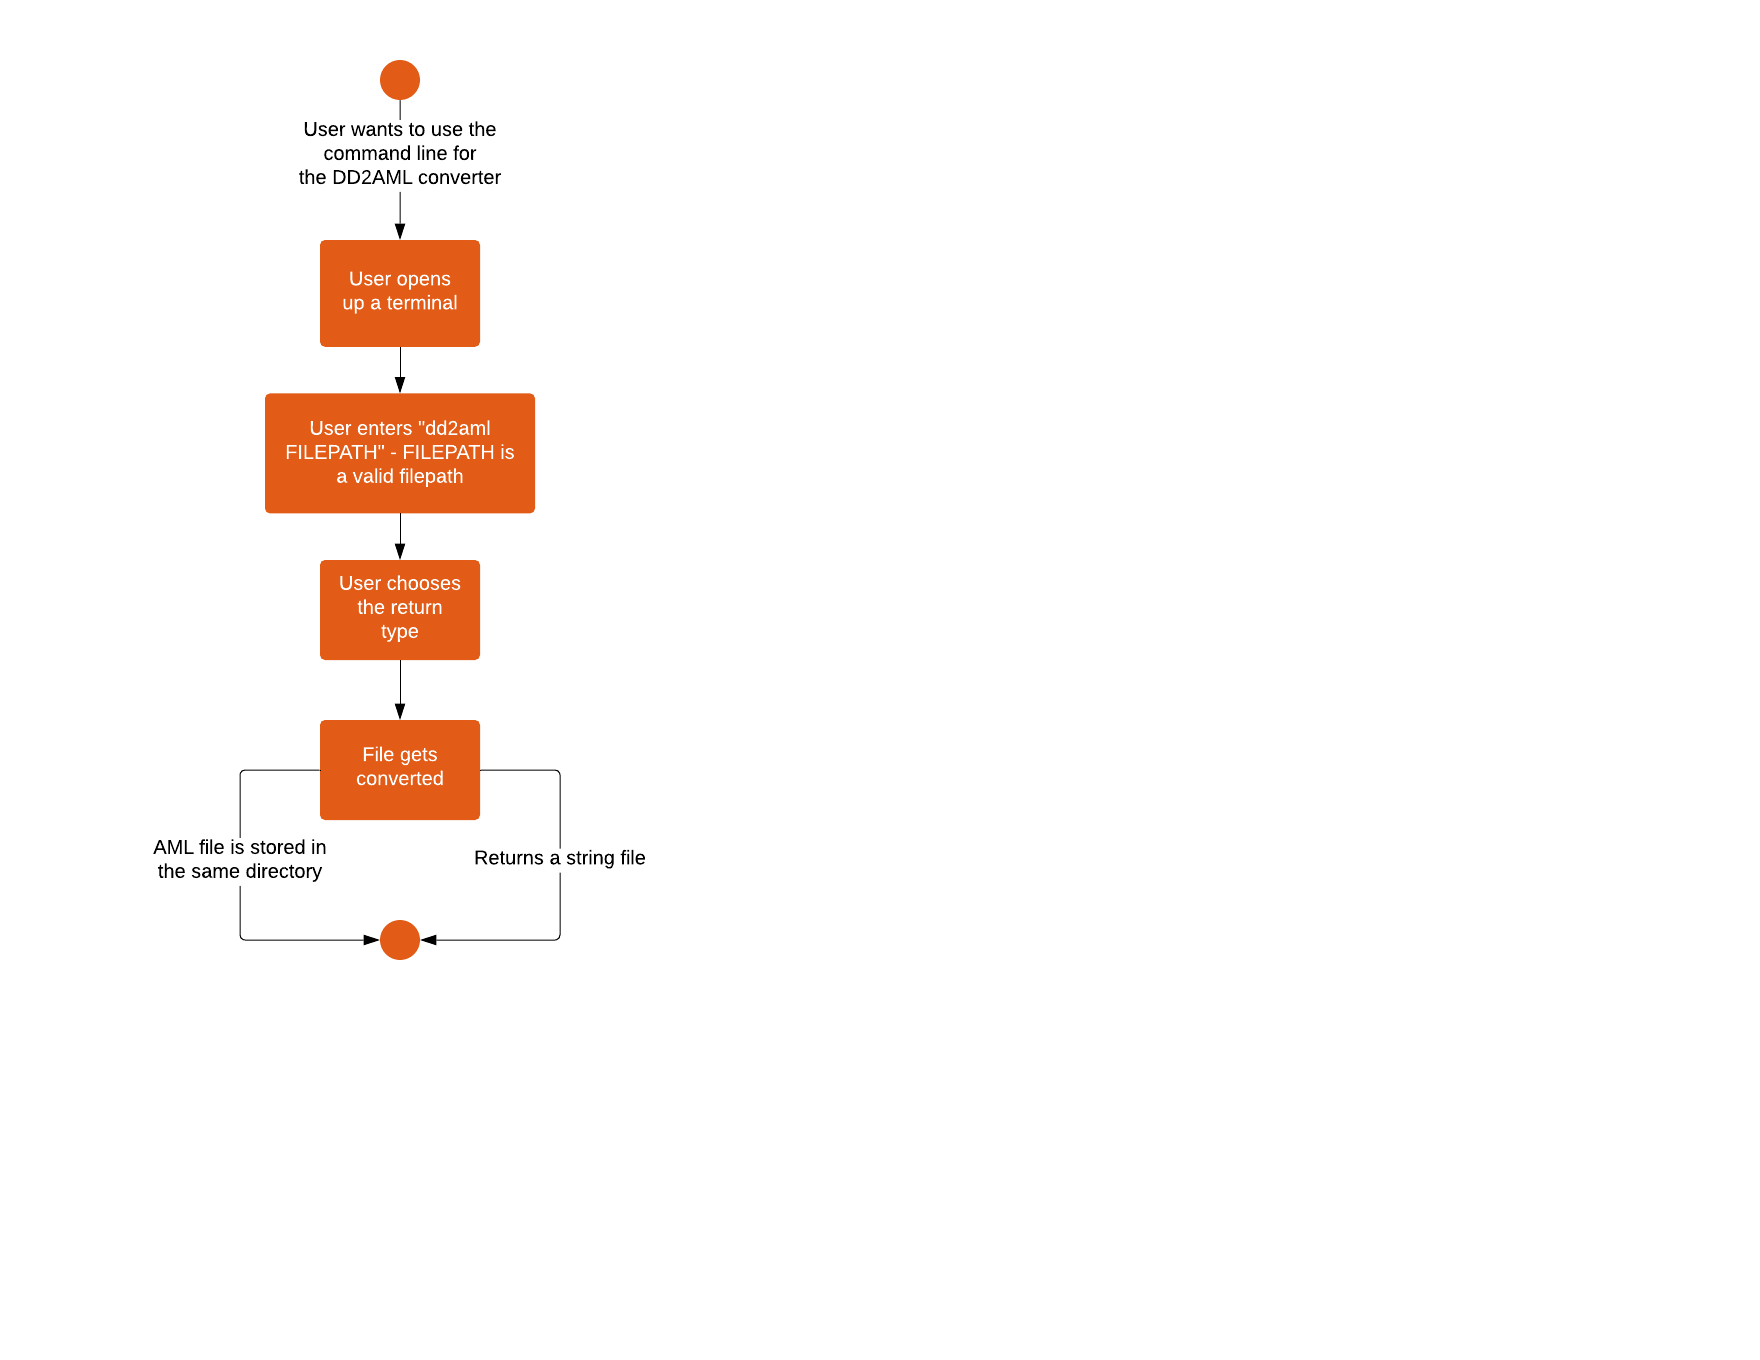 User wants to use the
command line for
the DD2AML converter
User opens
up a terminal
User enters "dd2aml
FILEPATH" - FILEPATH is
a valid filepath
User chooses
the return
type
File gets
converted
AML file is stored in
the same directory
Returns a string file